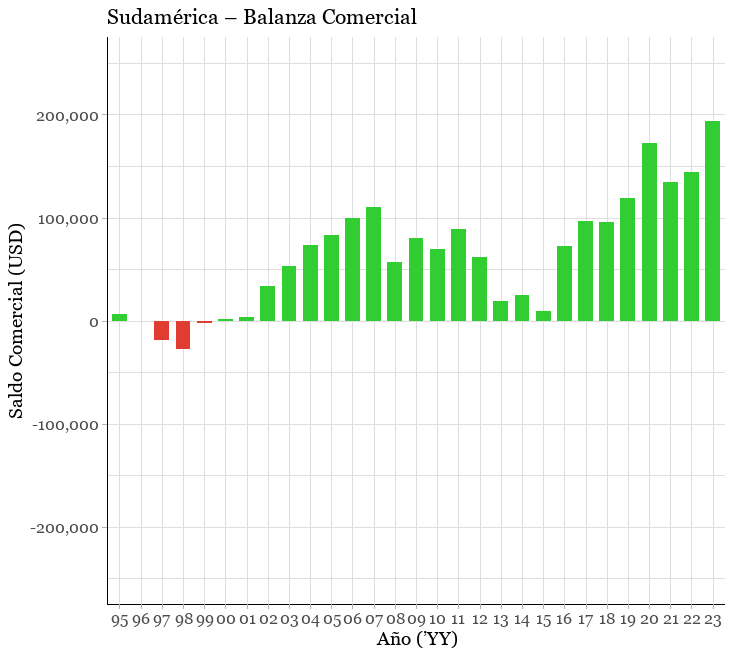 Sudamérica – Balanza Comercial
Saldo Comercial (USD)
200,000
100,000
0
-100,000
-200,000
95 96 97 98 99 00 01 02 03 04 05 06 07 08 09 10 11 12 13 14 15 16 17 18 19 20 21 22 23
Año (’YY)